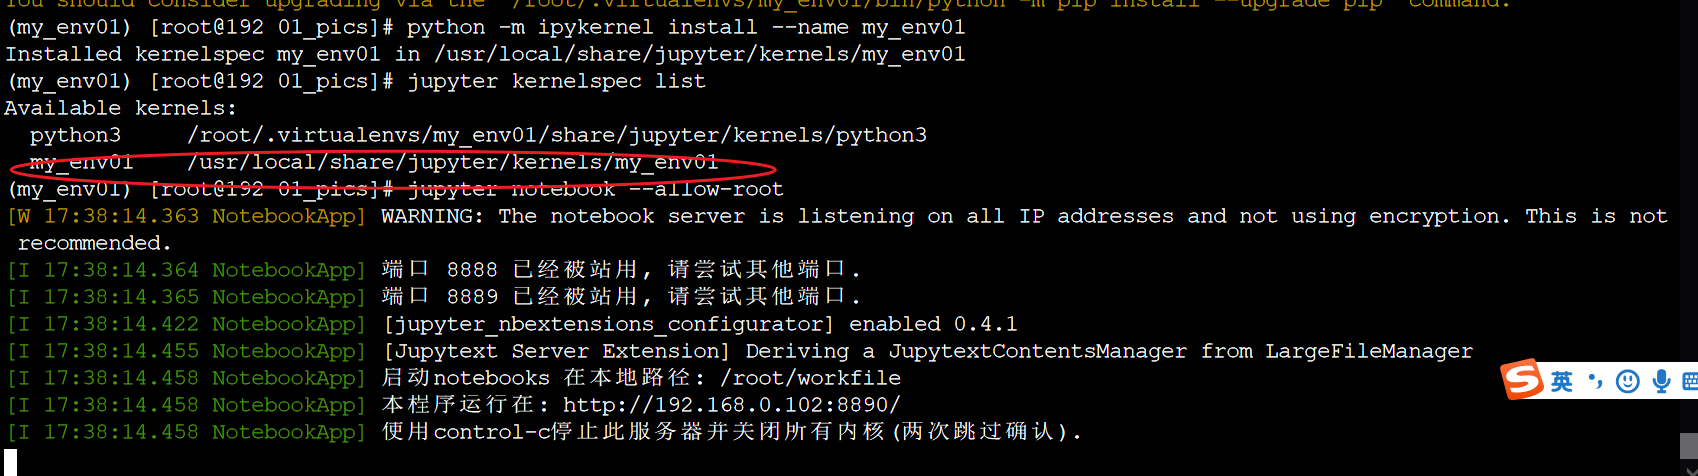 You should consider upgrading via the '/root/.virtualenvs/my_env01/bin/python -m pip install --upgrade pip' command.
(my_env01) [root@192 01_pics]# python -m ipykernel install --name my_env01
Installed kernelspec my_env01 in /usr/local/share/jupyter/kernels/my_env01
(my_env01) [root@192 01_pics]# jupyter kernelspec list
Available kernels:
  python3     /root/.virtualenvs/my_env01/share/jupyter/kernels/python3
  my_env01    /usr/local/share/jupyter/kernels/my_env01
(my_env01) [root@192 01_pics]# jupyter notebook --allow-root
[W 17:38:14.363 NotebookApp] WARNING: The notebook server is listening on all IP addresses and not using encryption. This is not
 recommended.
[I 17:38:14.364 NotebookApp] 端口 8888 已经被站用, 请尝试其他端口.
[I 17:38:14.365 NotebookApp] 端口 8889 已经被站用, 请尝试其他端口.
[I 17:38:14.422 NotebookApp] [jupyter_nbextensions_configurator] enabled 0.4.1
[I 17:38:14.455 NotebookApp] [Jupytext Server Extension] Deriving a JupytextContentsManager from LargeFileManager
[I 17:38:14.458 NotebookApp] 启动notebooks 在本地路径: /root/workfile
[I 17:38:14.458 NotebookApp] 本程序运行在: http://192.168.0.102:8890/
[I 17:38:14.458 NotebookApp] 使用control-c停止此服务器并关闭所有内核(两次跳过确认).
S 英